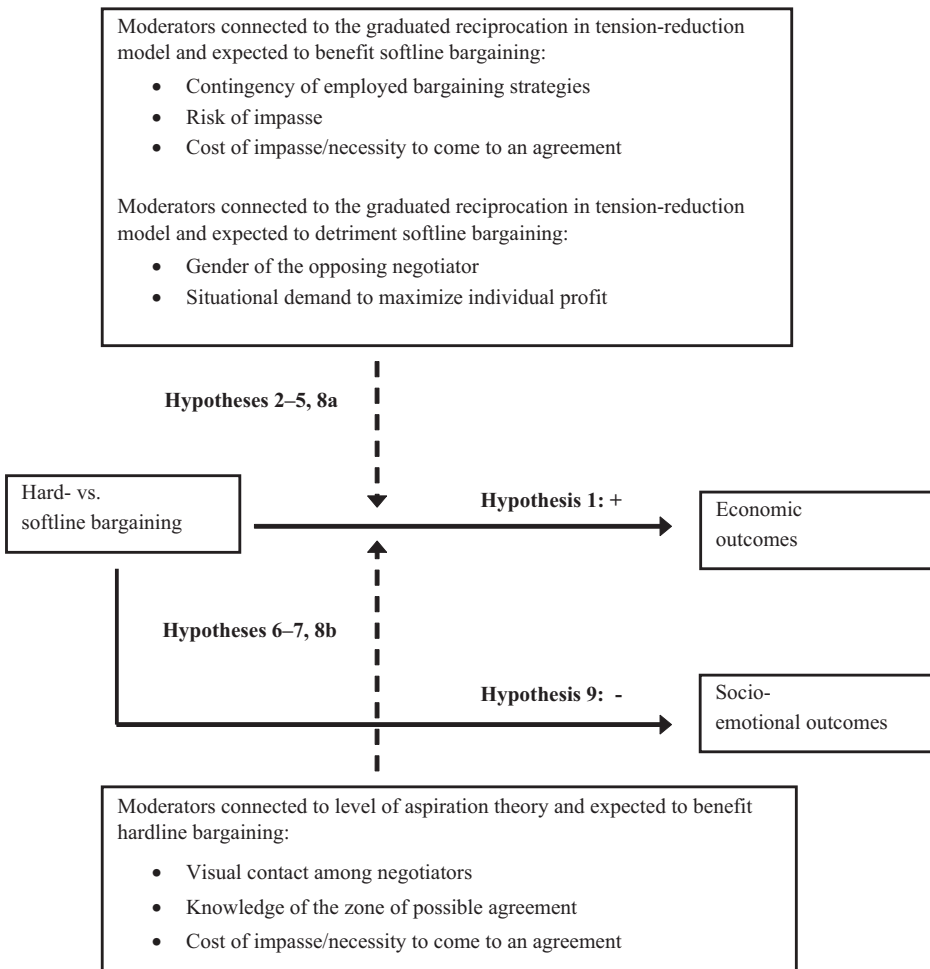 Moderators connected to the graduated reciprocation in tension-reduction
model and expected to benefit softline bargaining:
• Contingency of employed bargaining strategies
• Risk of impasse
• Cost of impasse/necessity to come to an agreement
Moderators connected to the graduated reciprocation in tension-reduction
model and expected to detriment softline bargaining:
• Gender of the opposing negotiator
• Situational demand to maximize individual profit
Hypotheses 2–5, 8a
Hard- vs.
softline bargaining
Hypothesis 1: +
Economic
outcomes
Hypotheses 6–7, 8b
Hypothesis 9: -
Socio-
emotional outcomes
Moderators connected to level of aspiration theory and expected to benefit
hardline bargaining:
• Visual contact among negotiators
• Knowledge of the zone of possible agreement
• Cost of impasse/necessity to come to an agreement